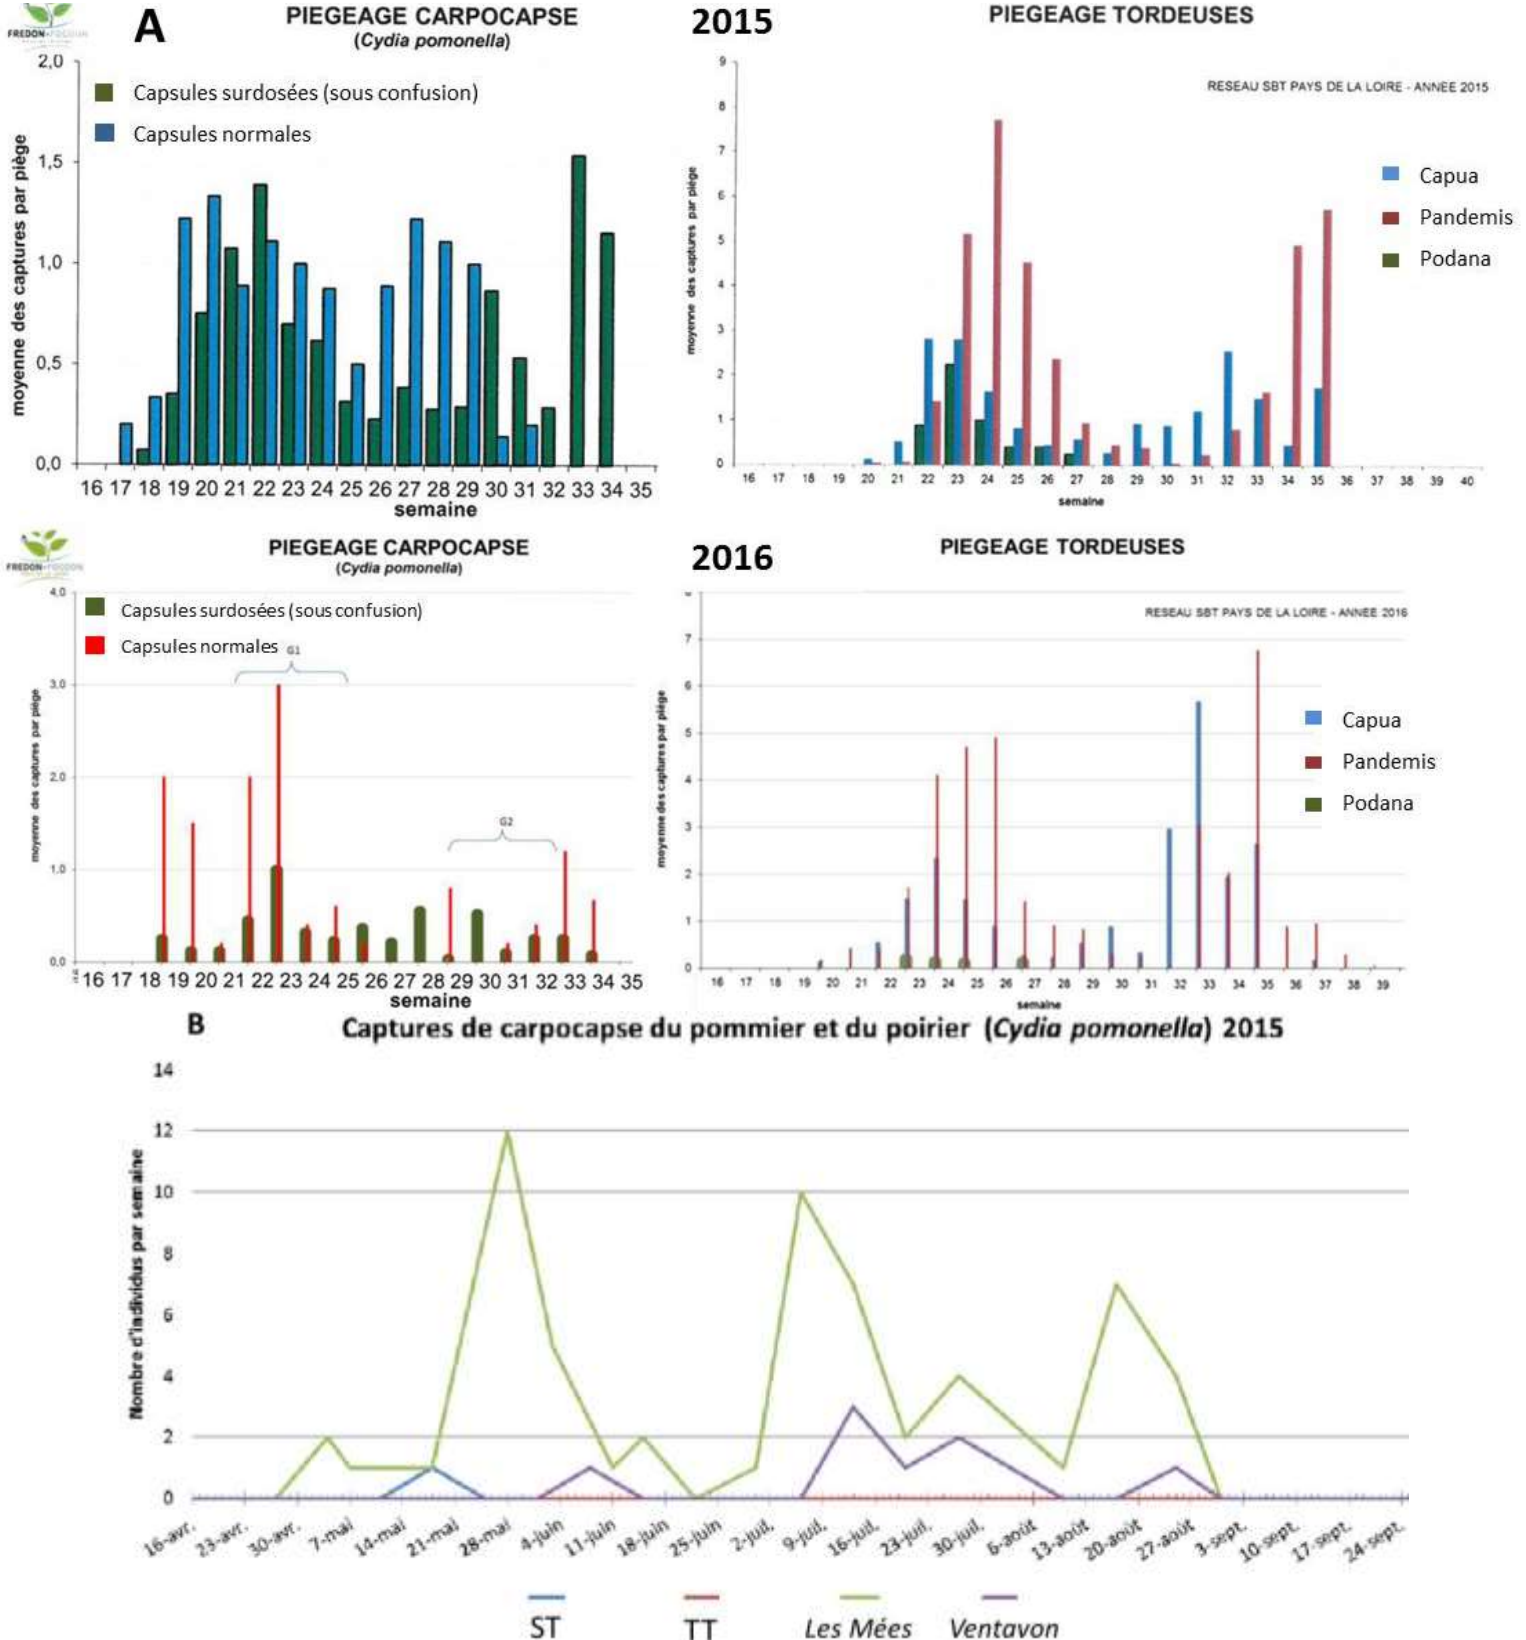 FREDON-FDGDON
A
PIEGEAGE CARPOCAPSE
(Cydia pomonella)
2,0
1,5
1,0
0,5
0,0
moyenne des captures par piège
Capsules surdosées (sous confusion)
Capsules normales
16 17 18 19 20 21 22 23 24 25 26 27 28 29 30 31 32 33 34 35
semaine
2015
PIEGEAGE TORDEUSES
RESEAU SBT PAYS DE LA LOIRE - ANNEE 2015
9
8
7
6
5
4
3
2
1
0
moyenne des captures par piège
Capua
Pandemis
Podana
16 17 18 19 20 21 22 23 24 25 26 27 28 29 30 31 32 33 34 35 36 37 38 39 40
semaine
FREDON-FDGDON
PIEGEAGE CARPOCAPSE
(Cydia pomonella)
4,0
3,0
2,0
1,0
0,0
moyenne des captures par piège
Capsules surdosées (sous confusion)
Capsules normales
G1
G2
16 17 18 19 20 21 22 23 24 25 26 27 28 29 30 31 32 33 34 35
semaine
2016
PIEGEAGE TORDEUSES
RESEAU SBT PAYS DE LA LOIRE - ANNEE 2016
7
6
5
4
3
2
1
0
moyenne des captures par piège
Capua
Pandemis
Podana
16 17 18 19 20 21 22 23 24 25 26 27 28 29 30 31 32 33 34 35 36 37 38 39
semaine
B
Captures de carpocapse du pommier et du poirier (Cydia pomonella) 2015
14
12
10
8
6
4
2
0
Nombre d'individus par semaine
16-avr. 23-avr. 30-avr. 7-mai 14-mai 21-mai 28-mai 4-juin 11-juin 18-juin 25-juin 2-juil. 9-juil. 16-juil. 23-juil. 30-juil. 6-août 13-août 20-août 27-août 3-sept. 10-sept. 17-sept. 24-sept.
ST TT Les Mées Ventavon